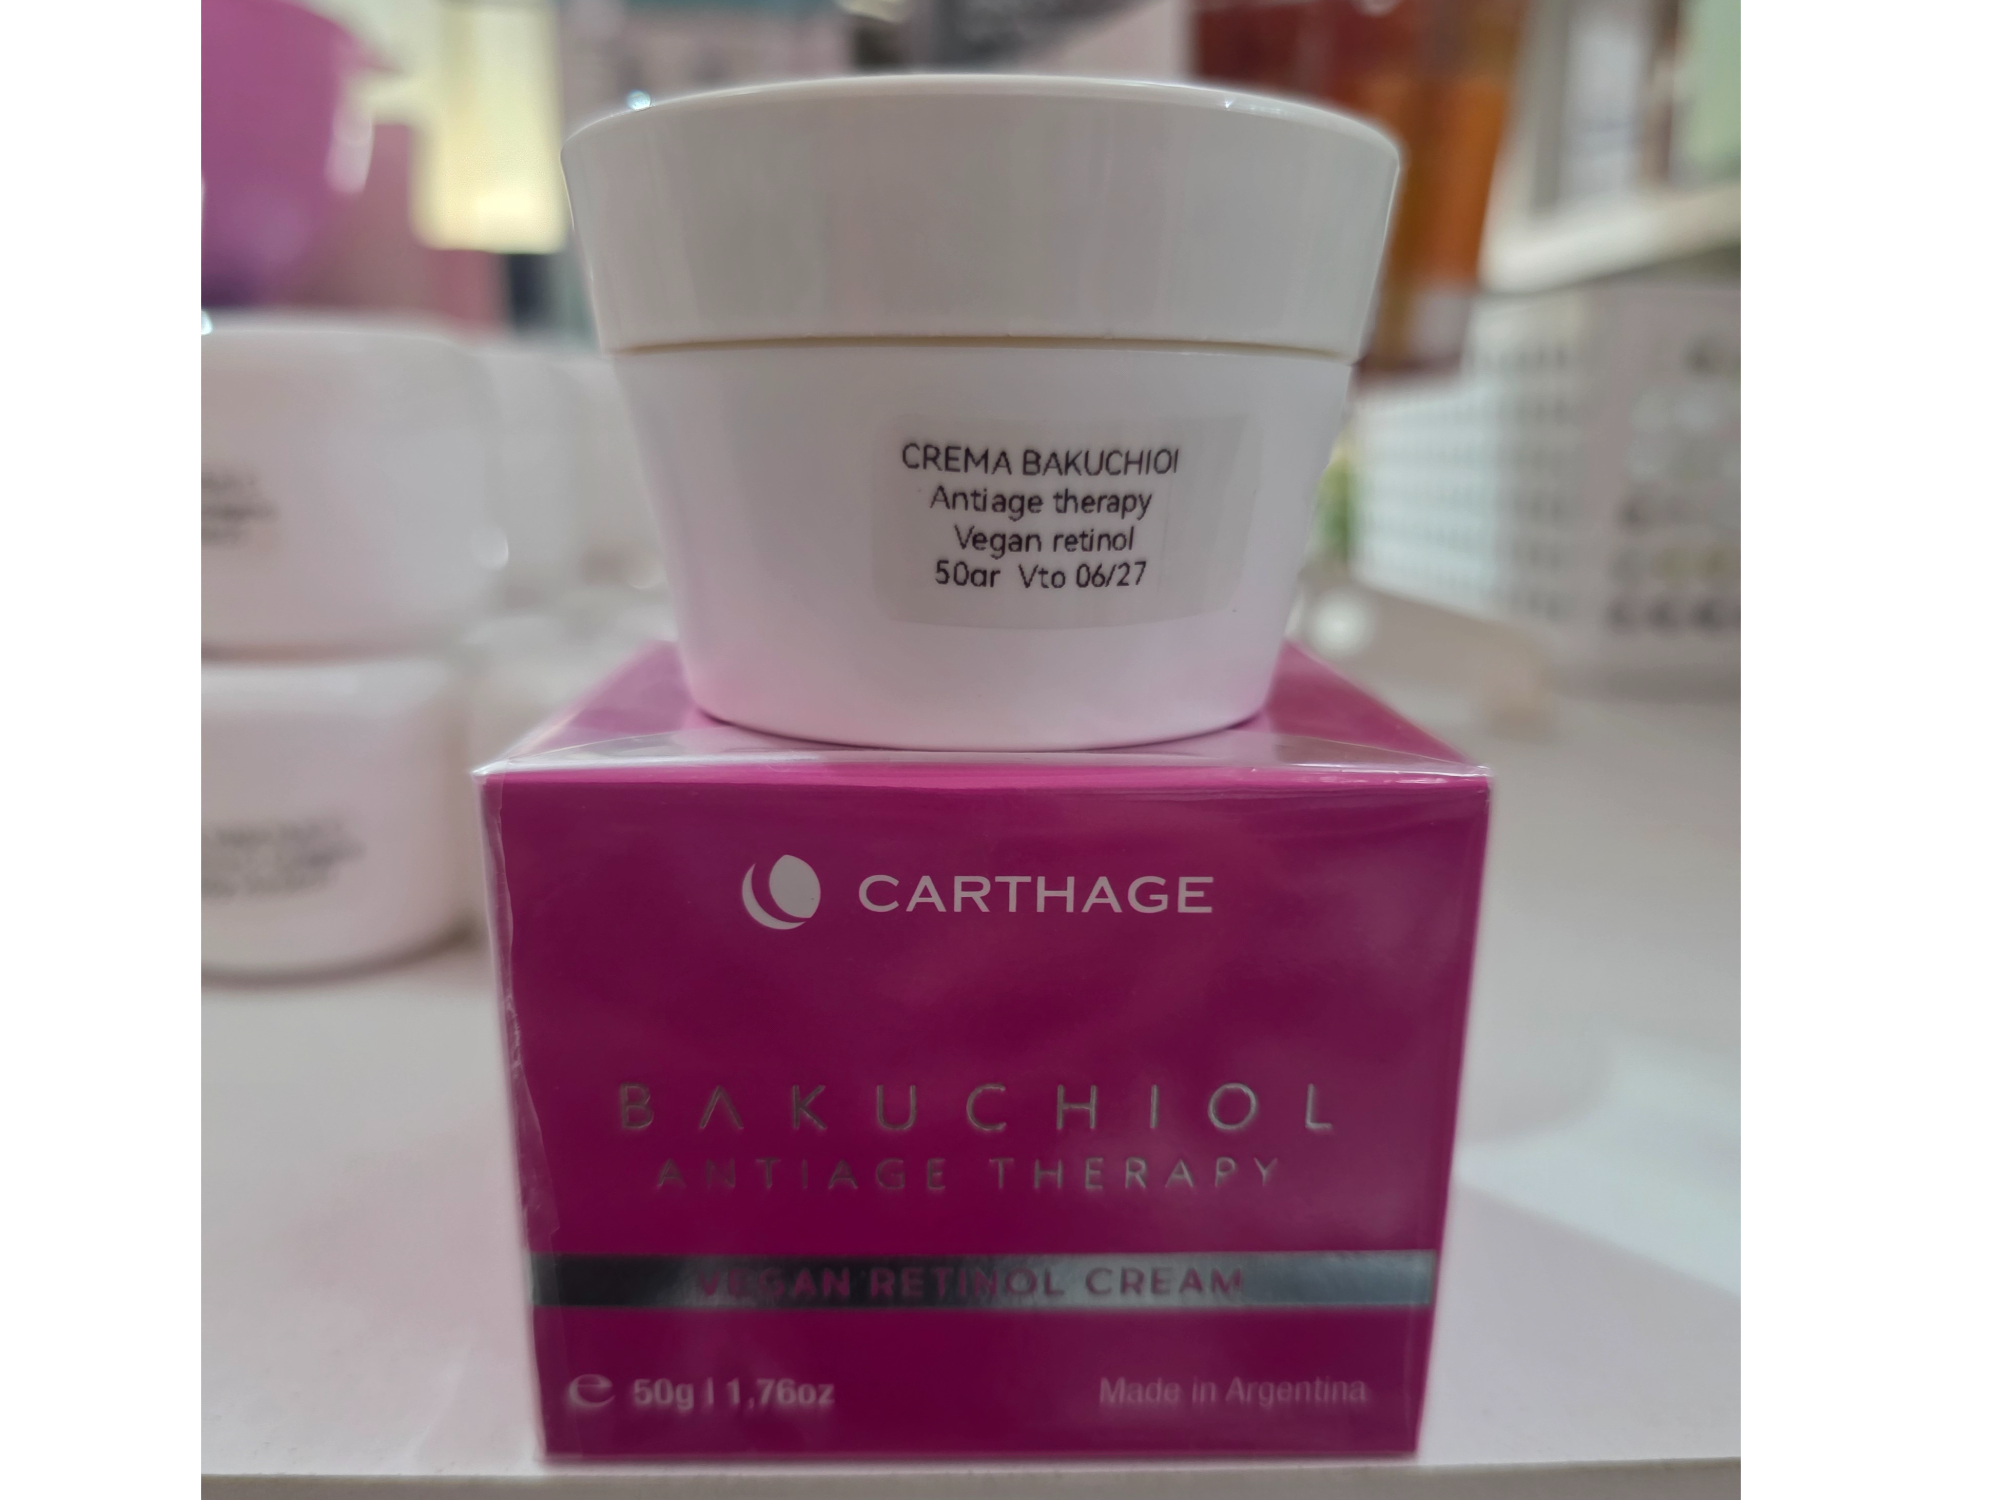 CREMA BAKUCHIOl
Antiage therapy
Vegan retinol
50gr Vto 06/27
CARTHAGE
BAKUCHIOL
ANTIAGE THERAPY
VEGAN RETINOL CREAM
e 50g | 1,76oz
Made in Argentina